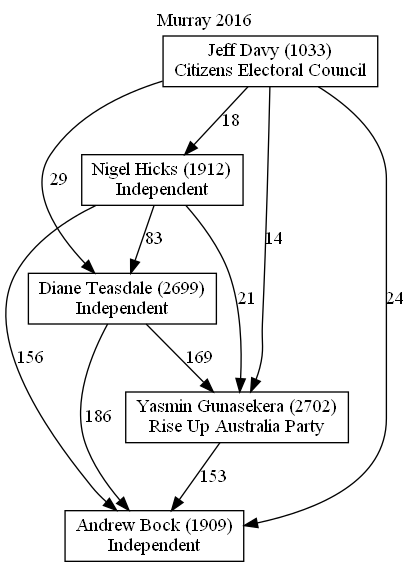 Murray 2016
Jeff Davy (1033)
Citizens Electoral Council
18
Nigel Hicks (1912)
Independent
29
83
14
Diane Teasdale (2699)
Independent
21
24
156
169
186
Yasmin Gunasekera (2702)
Rise Up Australia Party
153
Andrew Bock (1909)
Independent